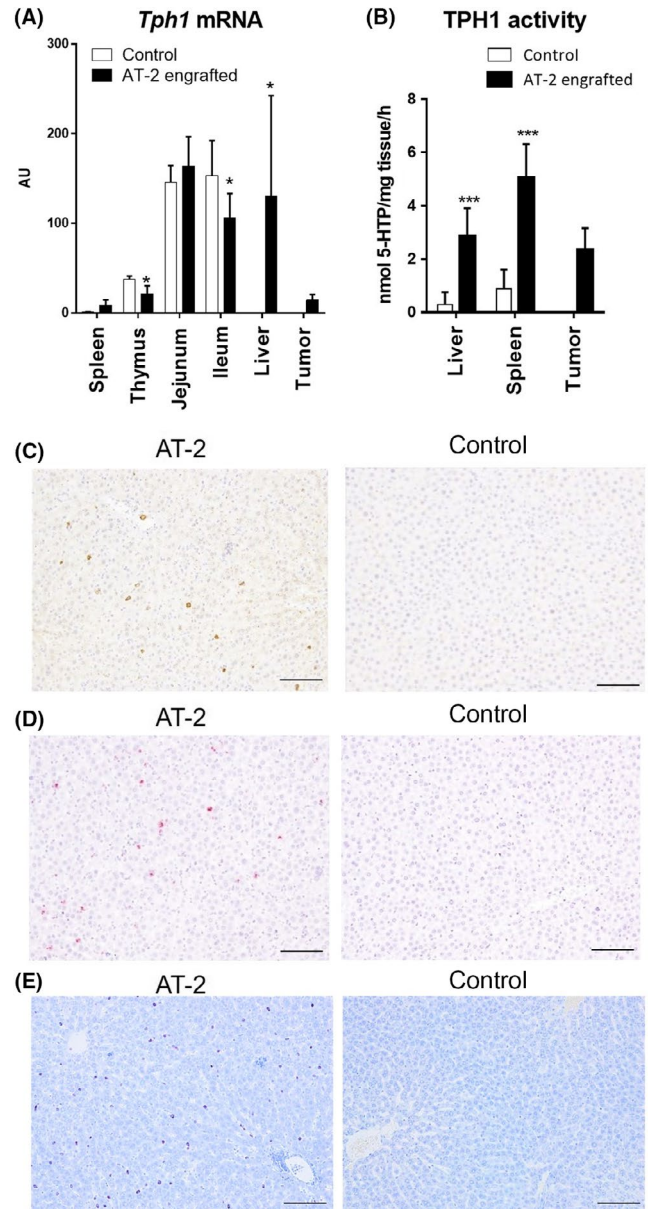 (A)
Tph1 mRNA
Control
AT-2 engrafted
AU
300
200
100
0
*
*
*
Spleen
Thymus
Jejunum
Ileum
Liver
Tumor
(B)
TPH1 activity
Control
AT-2 engrafted
nmol 5-HTP/mg tissue/h
8
6
4
2
0
***
***
Liver
Spleen
Tumor
(C)
AT-2
Control
(D)
AT-2
Control
(E)
AT-2
Control